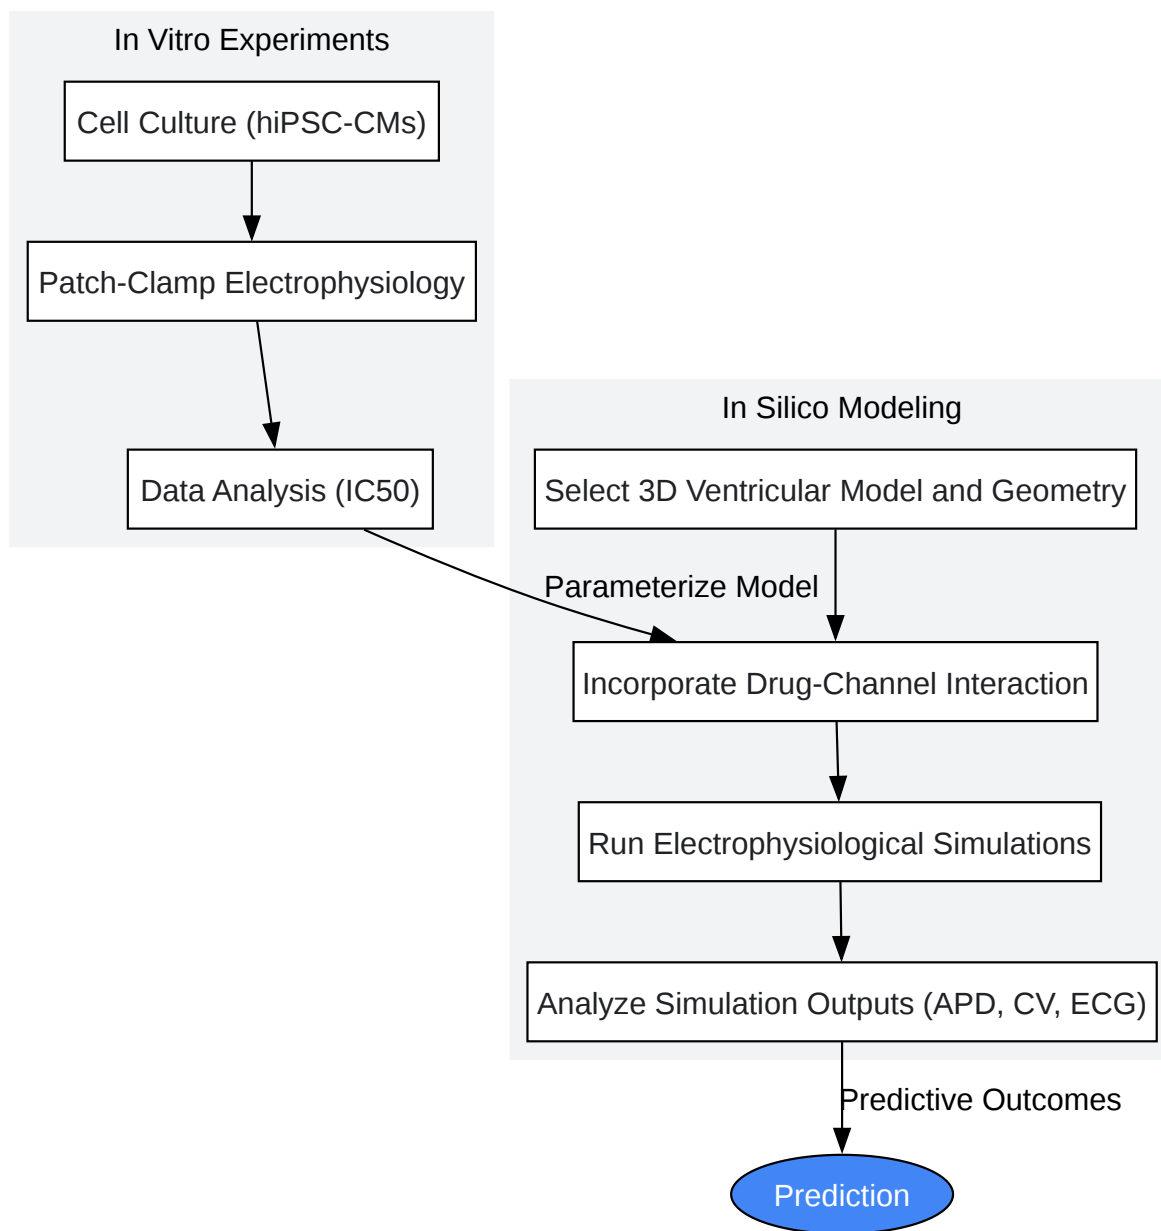 In Vitro Experiments
Cell Culture (hiPSC-CMs)
Patch-Clamp Electrophysiology
Data Analysis (IC50)
In Silico Modeling
Select 3D Ventricular Model and Geometry
Parameterize Model
Incorporate Drug-Channel Interaction
Run Electrophysiological Simulations
Analyze Simulation Outputs (APD, CV, ECG)
Predictive Outcomes
Prediction